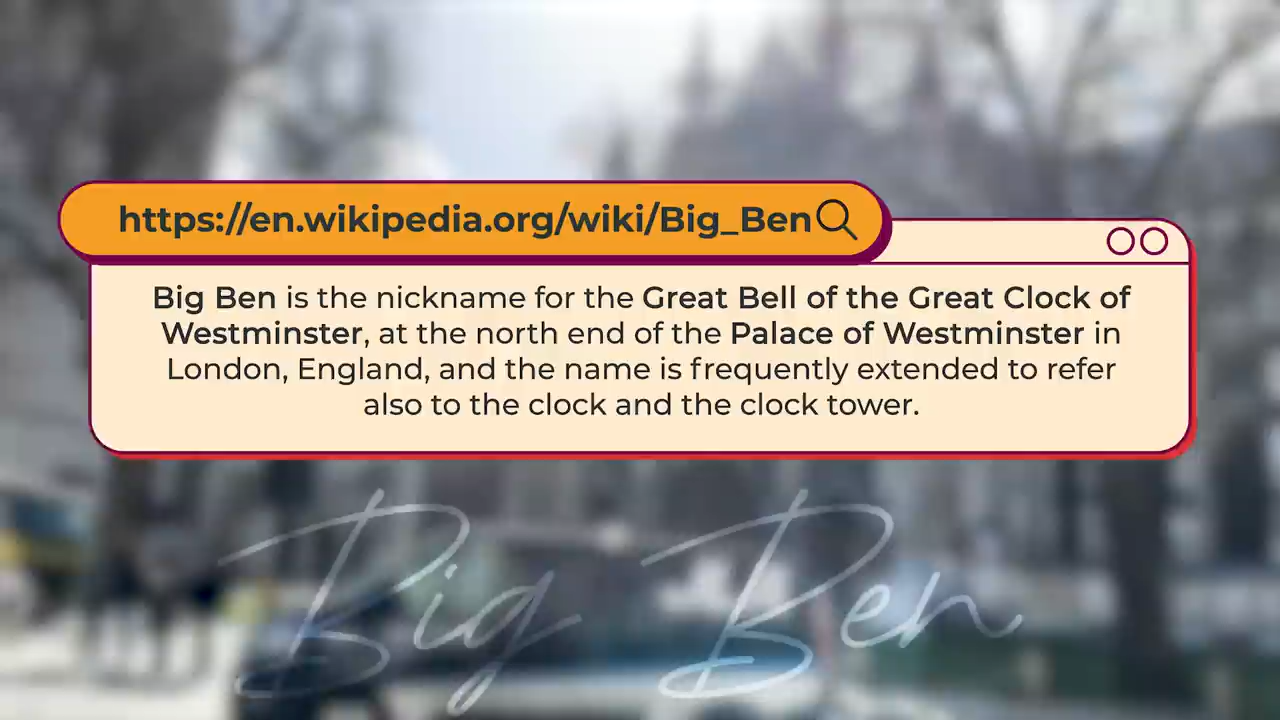 https://en.wikipedia.org/wiki/Big_Ben
Big Ben is the nickname for the Great Bell of the Great Clock of
Westminster, at the north end of the Palace of Westminster in
London, England, and the name is frequently extended to refer
also to the clock and the clock tower.
Big Ben